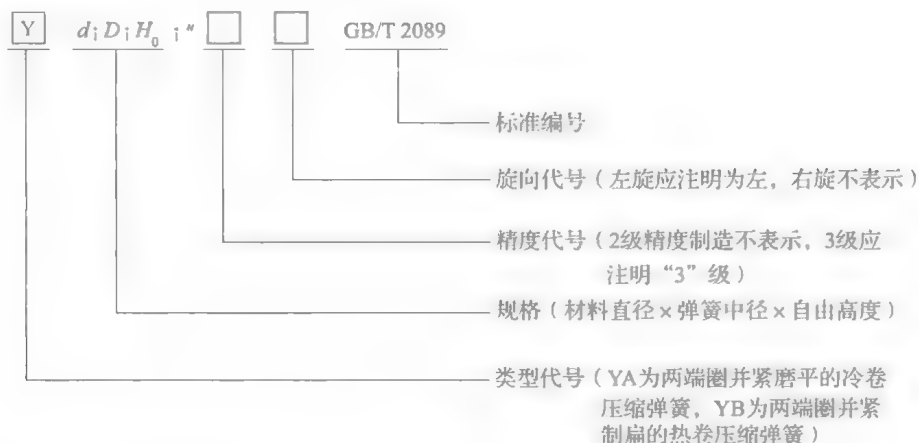 Y d¡D¡H₀ ¡" □ □ GB/T 2089
标准编号
旋向代号（左旋应注明为左，右旋不表示）
精度代号（2级精度制造不表示，3级应
注明“3”级）
规格（材料直径×弹簧中径×自由高度）
类型代号（YA为两端圈并紧磨平的冷卷
压缩弹簧，YB为两端圈并紧
制扁的热卷压缩弹簧）